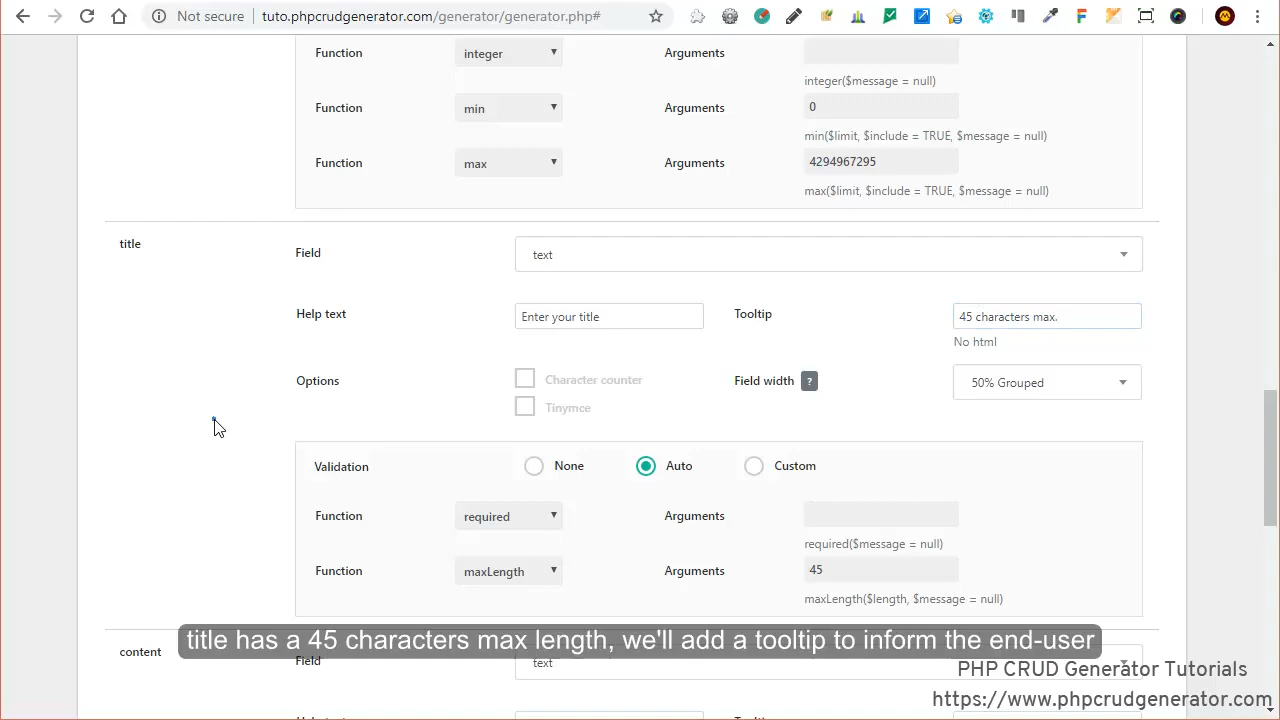 Not secure | tuto.phpcrudgenerator.com/generator/generator.php#
Function integer Arguments
integer($message = null)
Function min Arguments 0
min($limit, $include = TRUE, $message = null)
Function max Arguments 4294967295
max($limit, $include = TRUE, $message = null)
title Field text
Help text Enter your title Tooltip 45 characters max.
No html
Options Character counter Field width ? 50% Grouped
Tinymce
Validation None Auto Custom
Function required Arguments
required($message = null)
Function maxLength Arguments 45
maxLength($length, $message = null)
title has a 45 characters max length, we'll add a tooltip to inform the end-user
content Field text
PHP CRUD Generator Tutorials
https://www.phpcrudgenerator.com